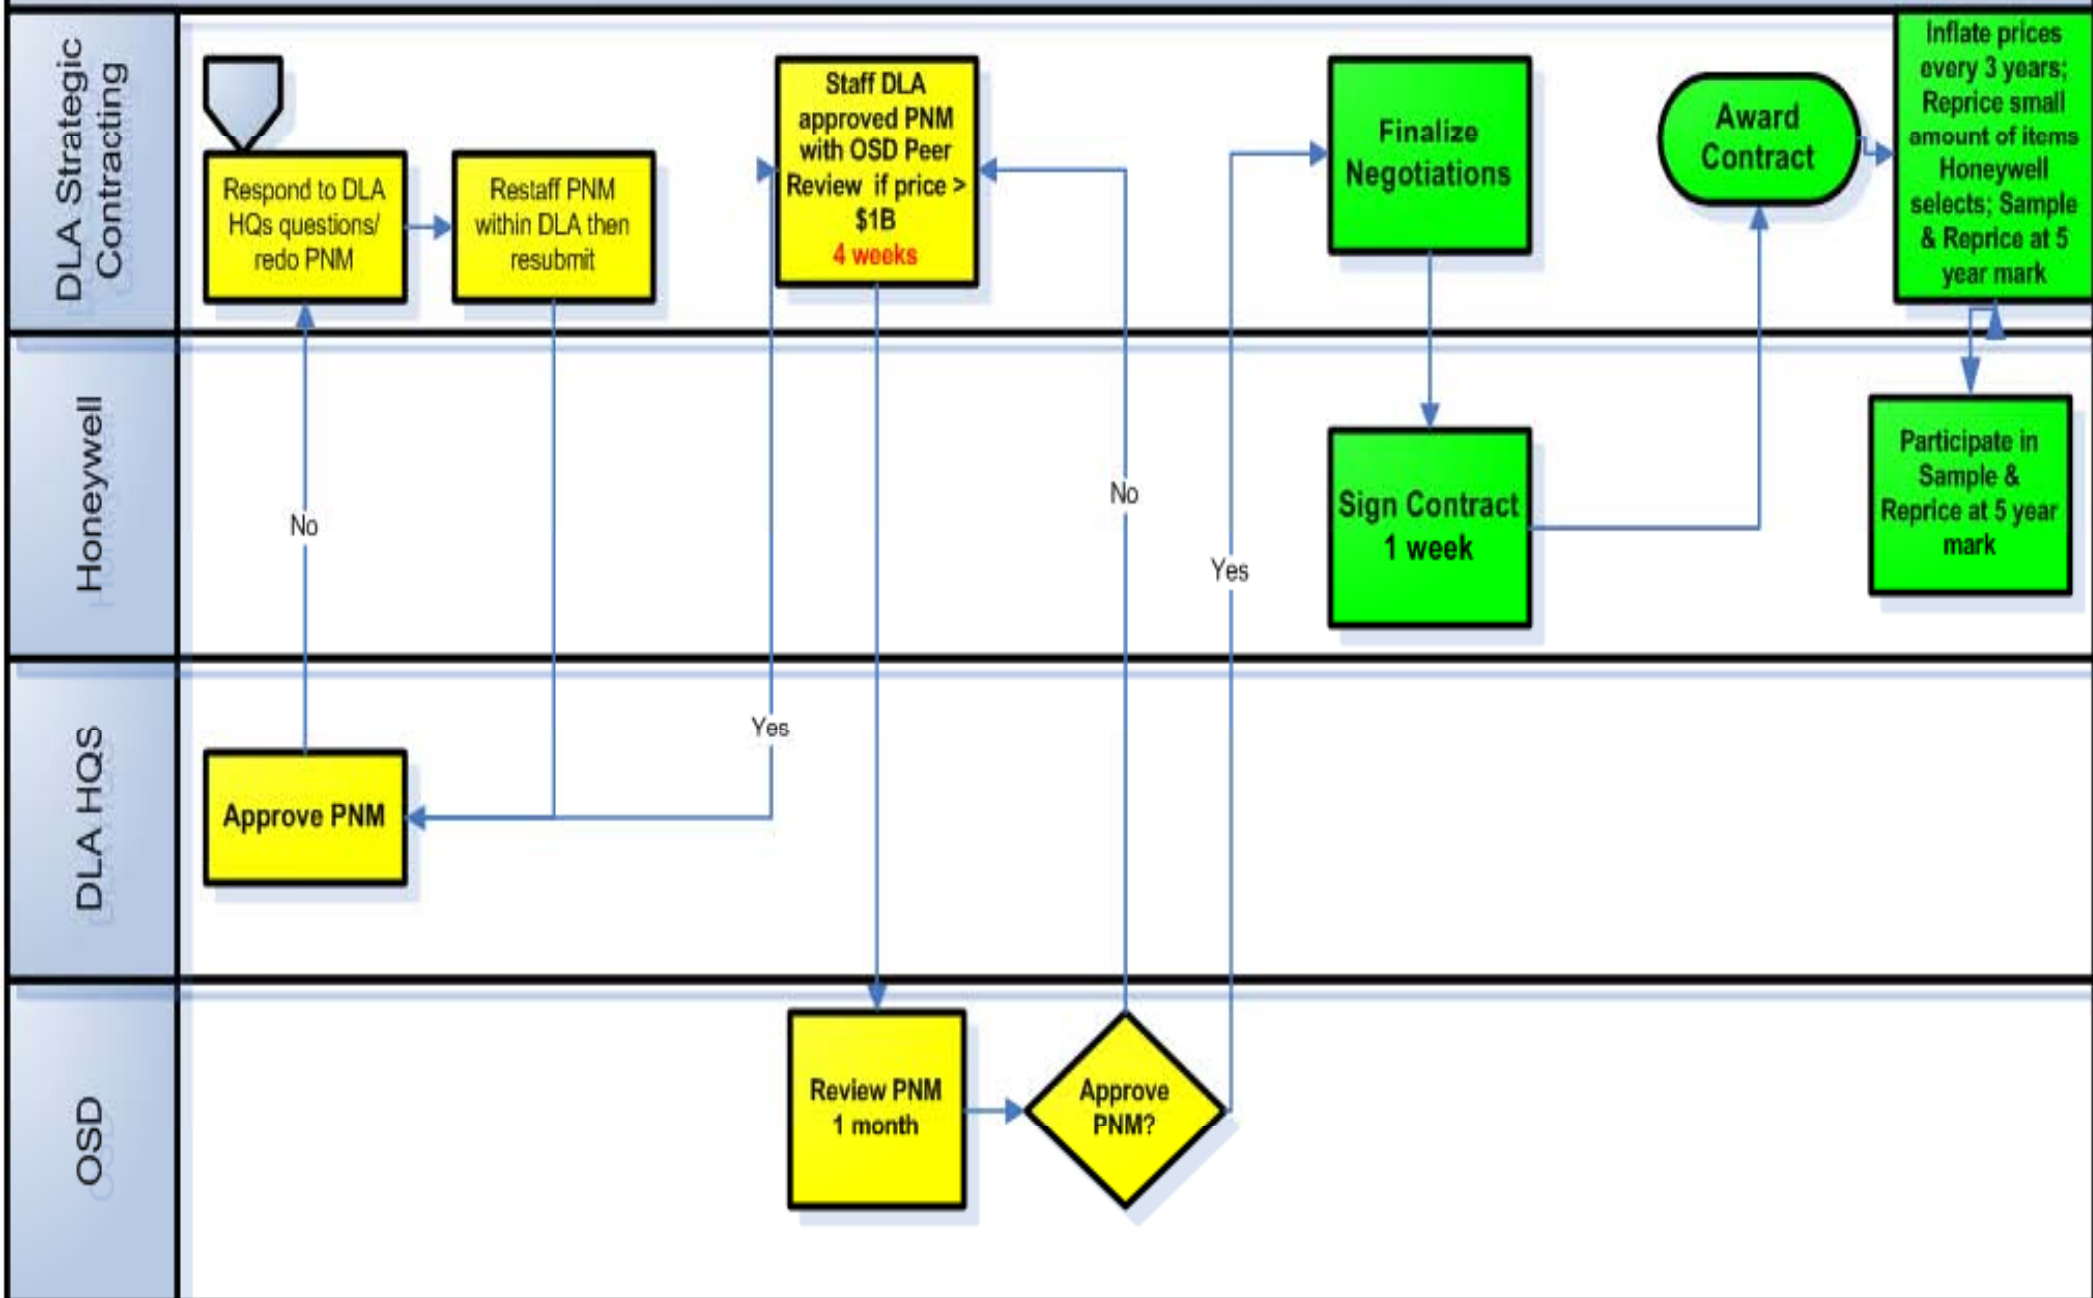 DLA Strategic
Contracting
Respond to DLA
HQs questions/
redo PNM
Restaff PNM
within DLA then
resubmit
Staff DLA
approved PNM
with OSD Peer
Review if price >
$1B
4 weeks
Finalize
Negotiations
Award
Contract
Inflate prices
every 3 years;
Reprice small
amount of items
Honeywell
selects; Sample
& Reprice at 5
year mark
Honeywell
No
No
Yes
Sign Contract
1 week
Participate in
Sample &
Reprice at 5 year
mark
DLA HQS
Approve PNM
Yes
OSD
Review PNM
1 month
Approve
PNM?